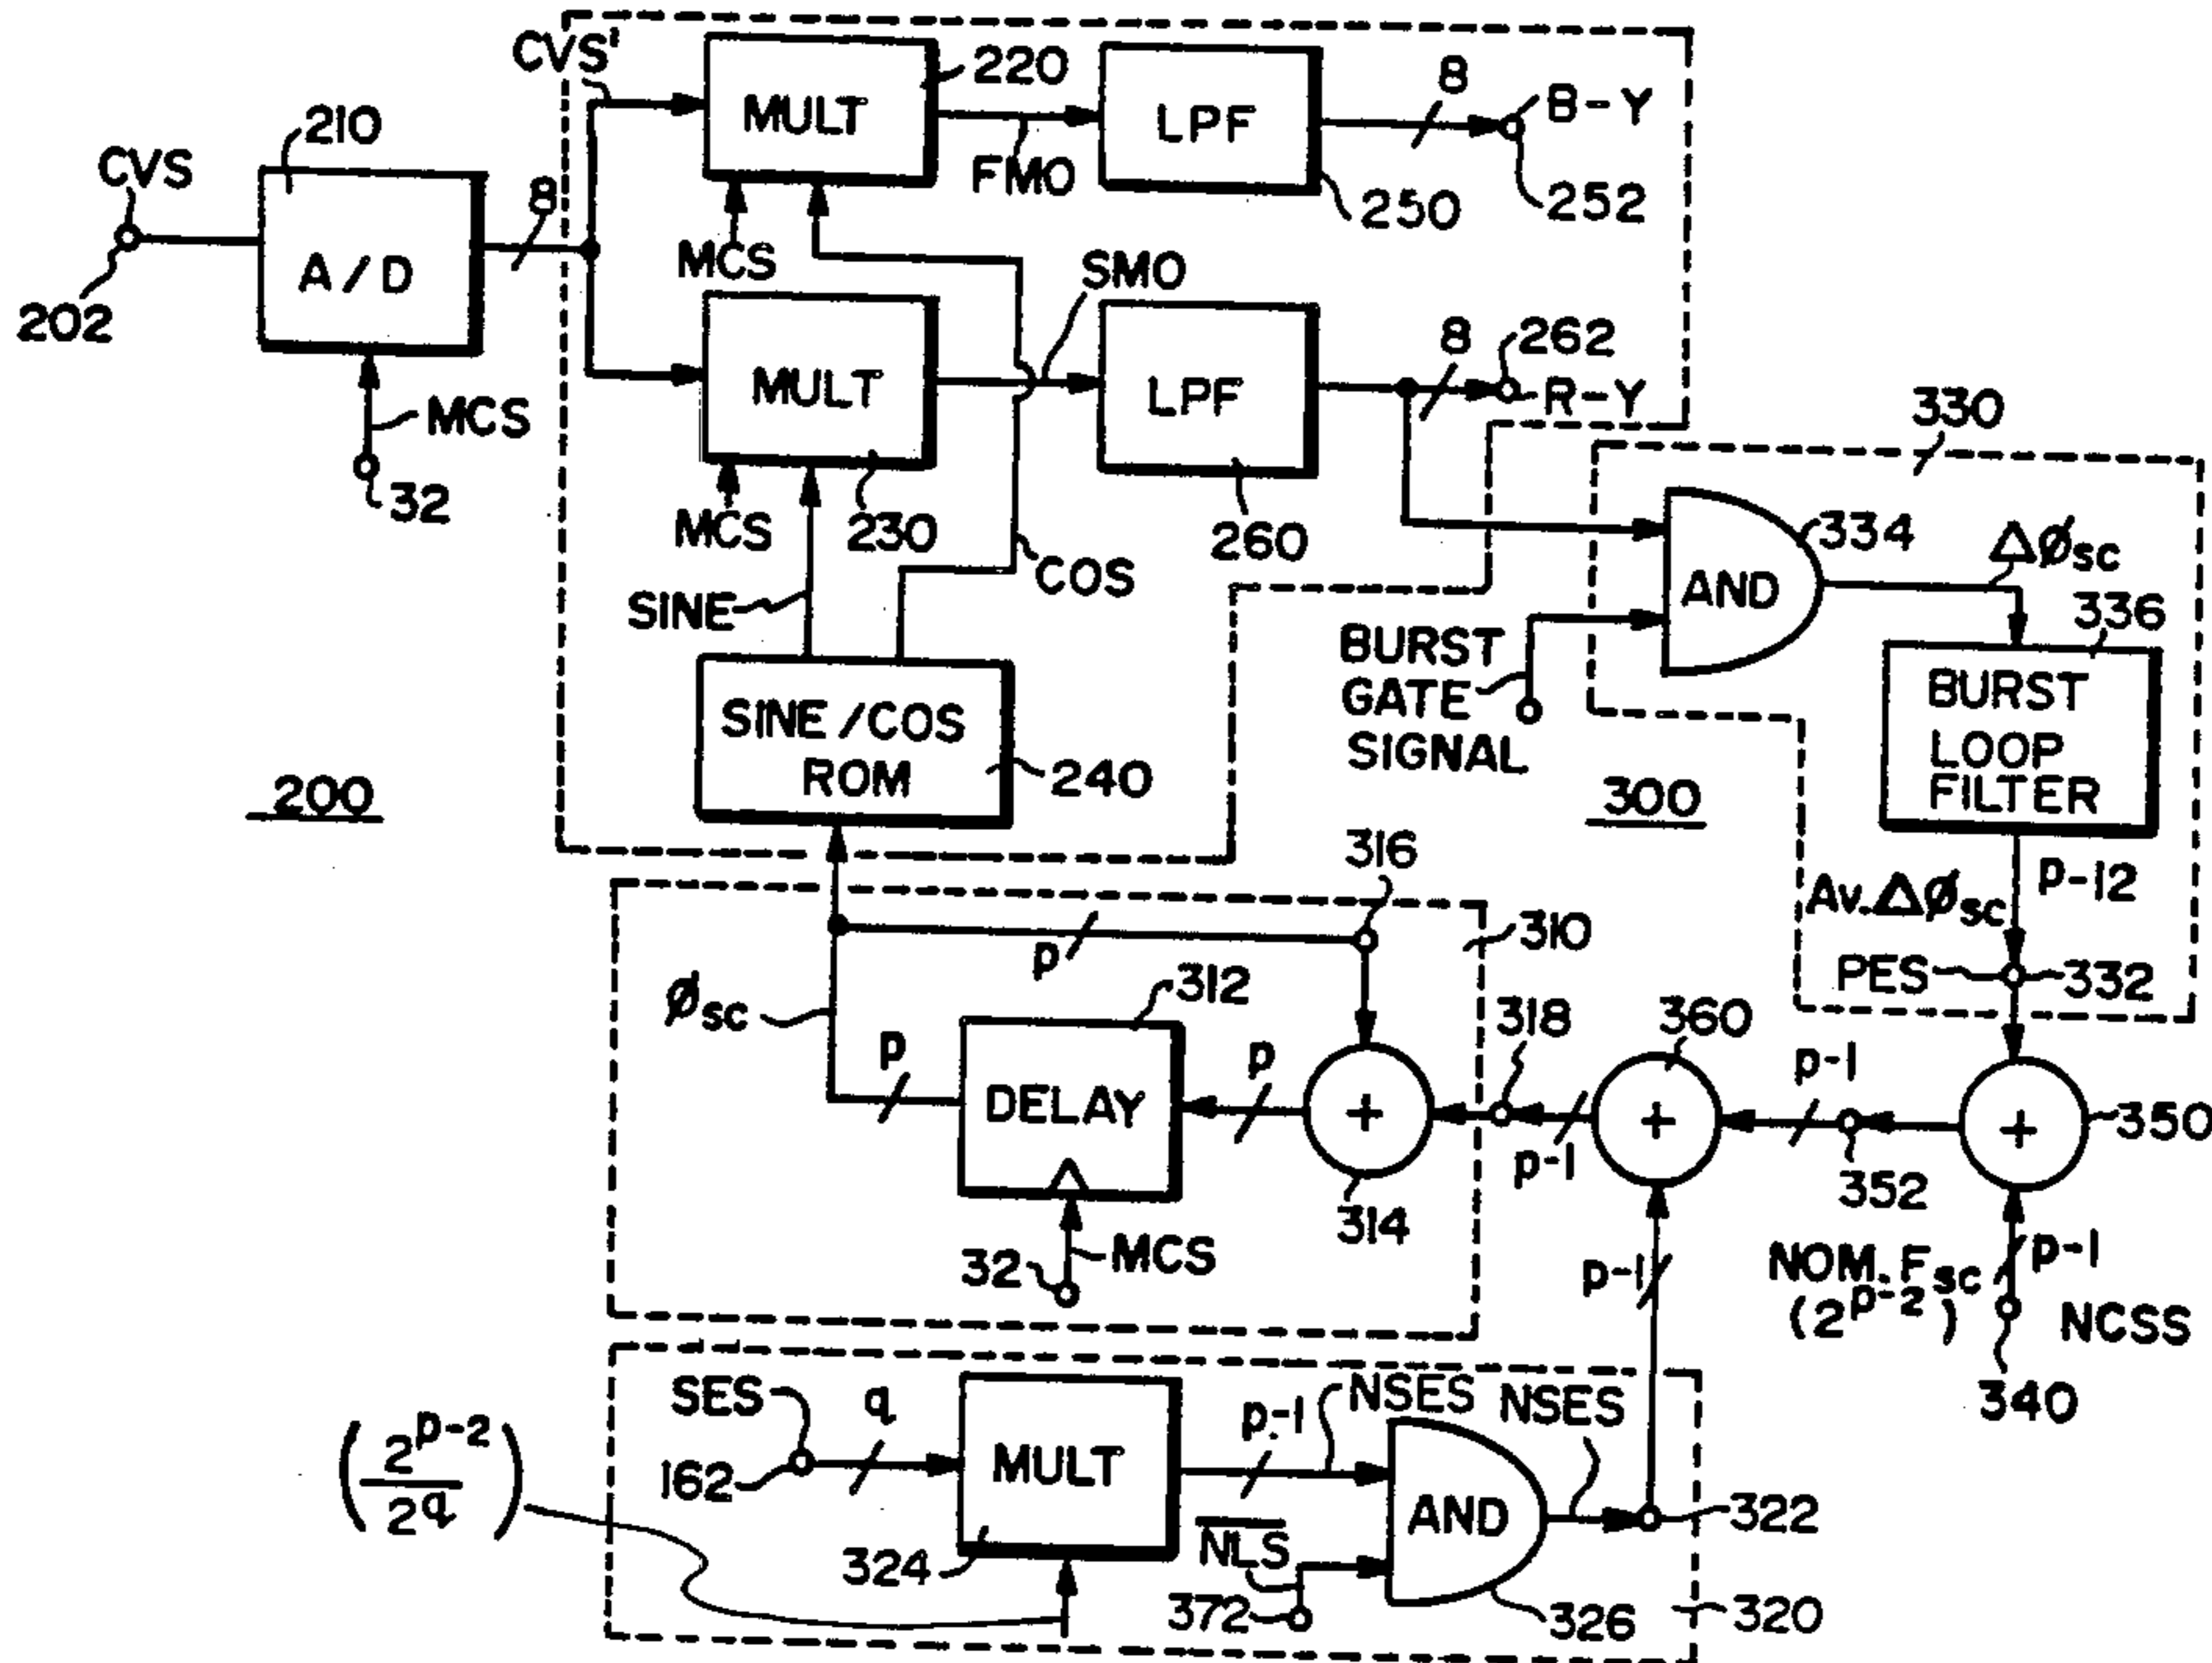 CVS'
MULT
220
LPF
8
B-Y
210
CVS
FMO
250
252
8
A/D
202
MCS
SMO
MCS
32
MULT
LPF
8
262
R-Y
330
MCS
230
260
334
Δφsc
AND
336
COS
SINE
BURST
GATE
SIGNAL
BURST
LOOP
FILTER
SINE/COS
ROM
240
200
300
316
p-12
Av.Δφsc
p
310
φsc
312
PES
332
318
360
p
DELAY
p
+
p-1
+
p-1
+
350
352
314
32
MCS
p-1
NOM. Fsc
(2^p-2)
p-1
NCSS
340
SES
q
162
MULT
p-1
NSES
NSES
(2^p-2 / 2^q)
324
NLS
AND
322
372
326
320